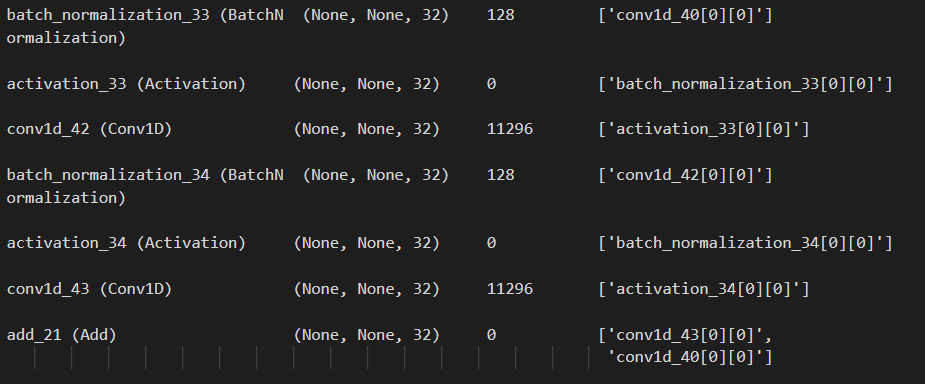 batch_normalization_33 (BatchN  (None, None, 32)    128         ['conv1d_40[0][0]']
ormalization)
activation_33 (Activation)     (None, None, 32)     0           ['batch_normalization_33[0][0]']
conv1d_42 (Conv1D)             (None, None, 32)     11296       ['activation_33[0][0]']
batch_normalization_34 (BatchN  (None, None, 32)    128         ['conv1d_42[0][0]']
ormalization)
activation_34 (Activation)     (None, None, 32)     0           ['batch_normalization_34[0][0]']
conv1d_43 (Conv1D)             (None, None, 32)     11296       ['activation_34[0][0]']
add_21 (Add)                   (None, None, 32)     0           ['conv1d_43[0][0]',
'conv1d_40[0][0]']